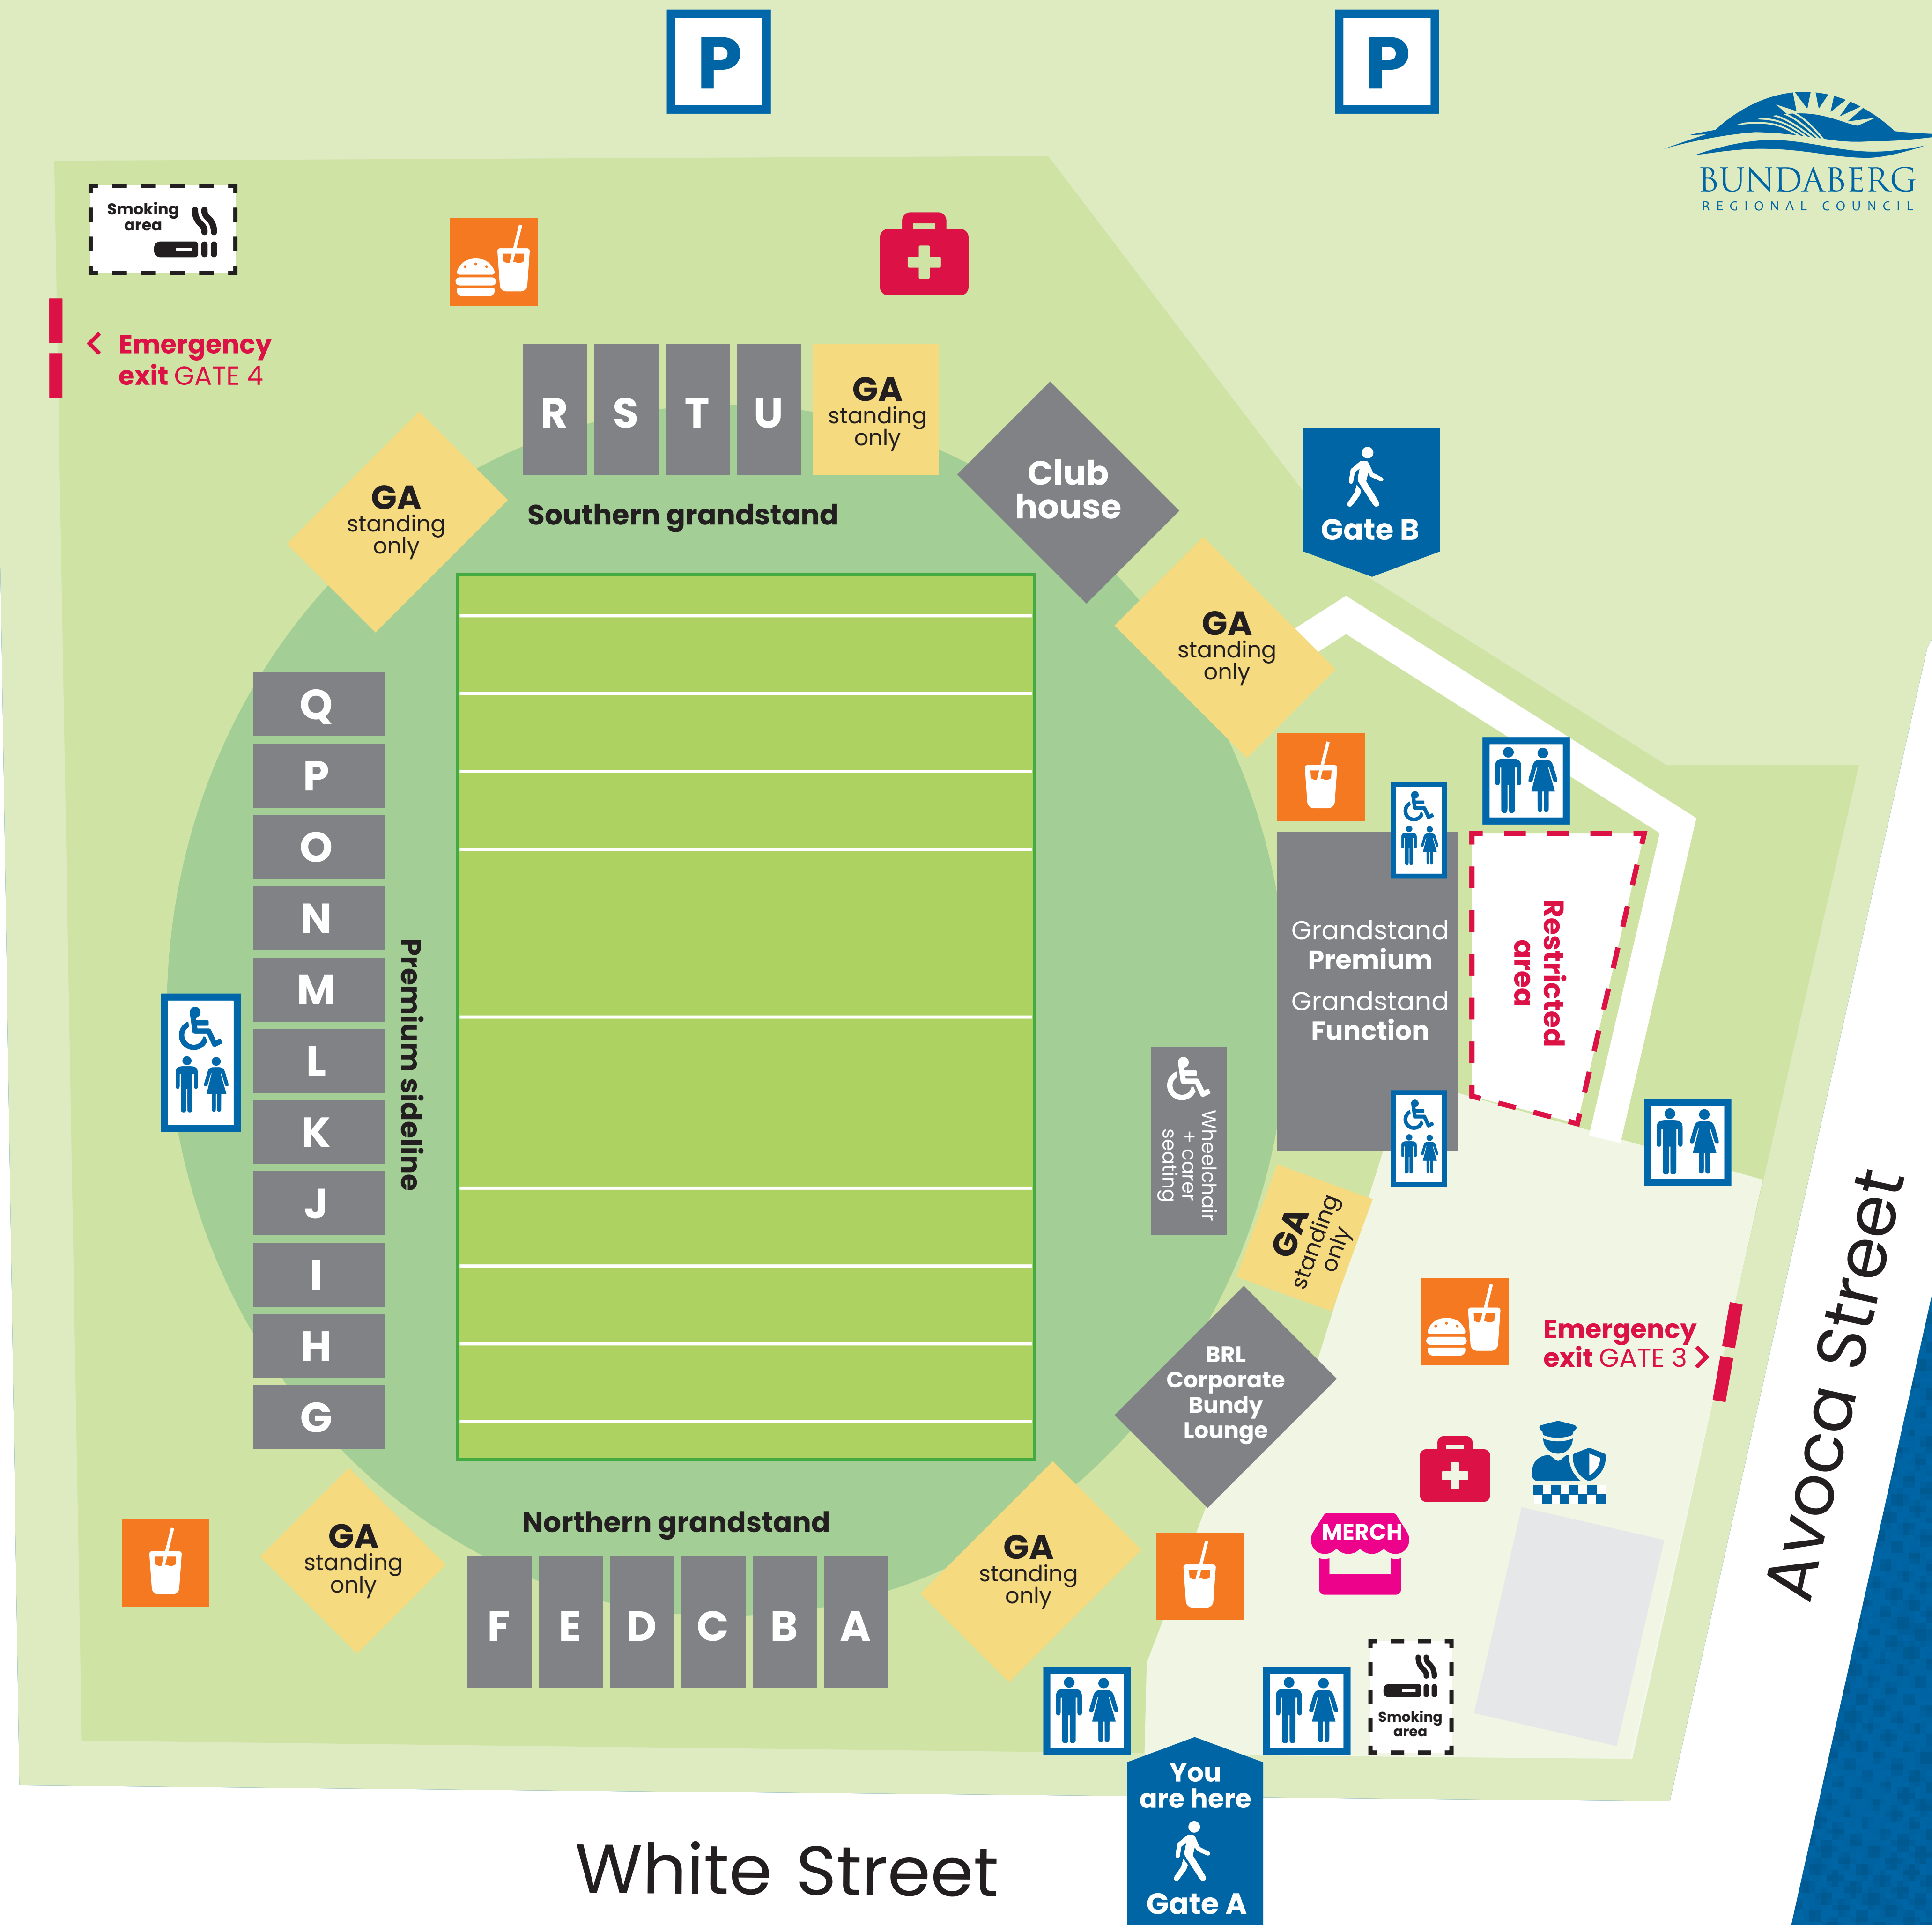 P
P
BUNDABERG
REGIONAL COUNCIL
Smoking
area
Emergency
exit GATE 4
R
S
T
U
GA
standing
only
Club
house
GA
standing
only
Southern grandstand
Gate B
GA
standing
only
Q
P
O
N
M
L
K
J
I
H
G
Premium sideline
Grandstand
Premium
Grandstand
Function
Restricted
area
Wheelchair
+ carer
seating
GA
standing
only
Emergency
exit GATE 3
BRL
Corporate
Bundy
Lounge
Avoca Street
Northern grandstand
GA
standing
only
GA
standing
only
MERCH
F
E
D
C
B
A
Smoking
area
You
are here
Gate A
White Street